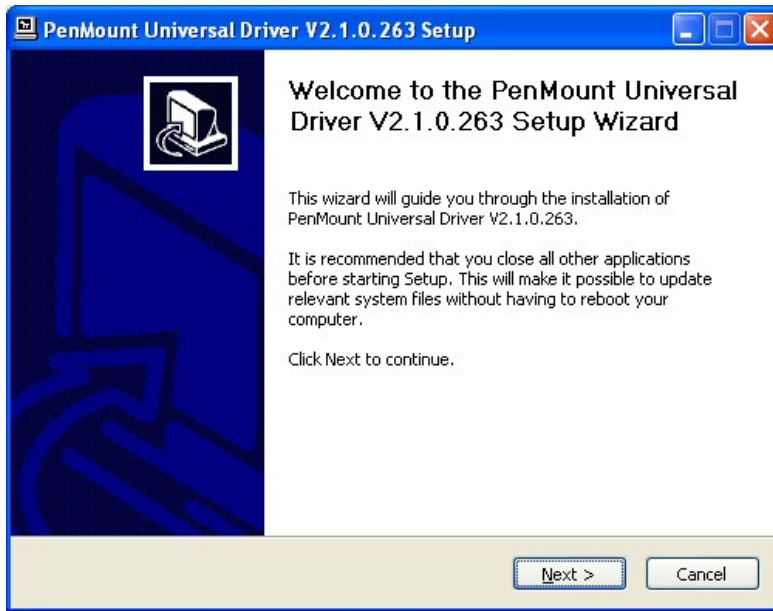 PenMount Universal Driver V2.1.0.263 Setup
Welcome to the PenMount Universal
Driver V2.1.0.263 Setup Wizard
This wizard will guide you through the installation of
PenMount Universal Driver V2.1.0.263.
It is recommended that you close all other applications
before starting Setup. This will make it possible to update
relevant system files without having to reboot your
computer.
Click Next to continue.
Next >
Cancel